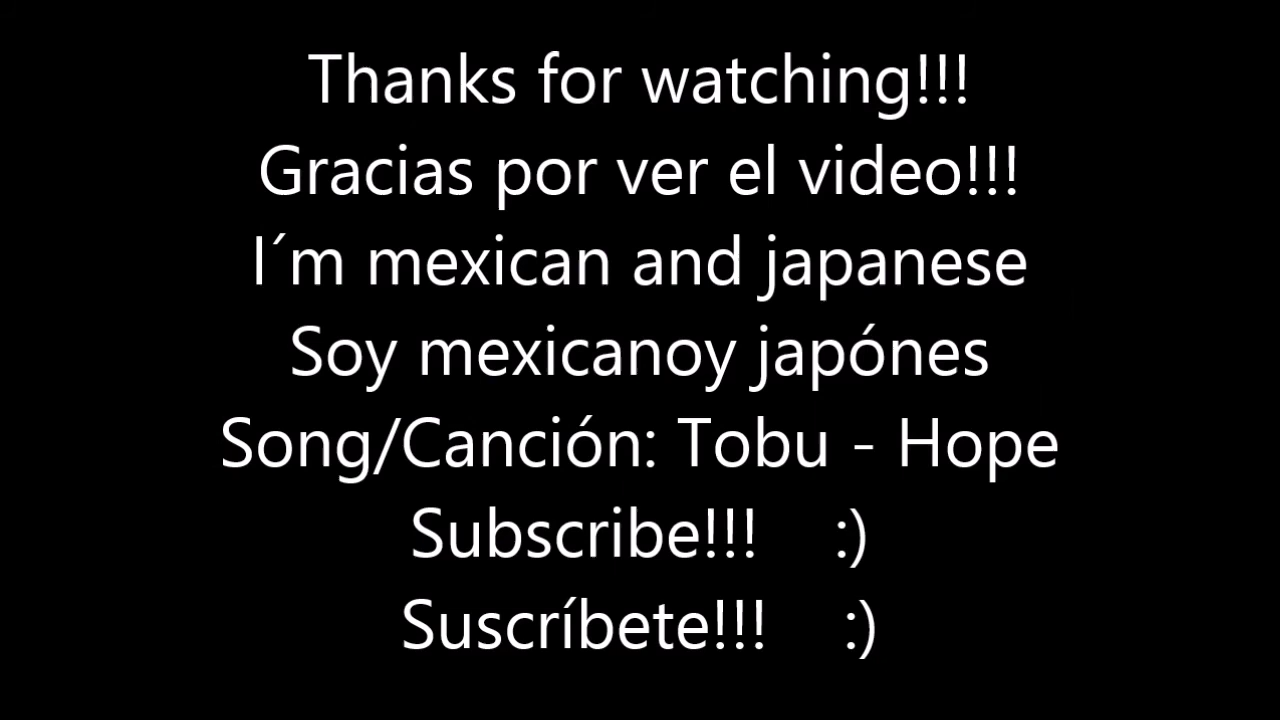 Thanks for watching!!!
Gracias por ver el video!!!
I´m mexican and japanese
Soy mexicanoy japónes
Song/Canción: Tobu - Hope
Subscribe!!! :)
Suscríbete!!! :)